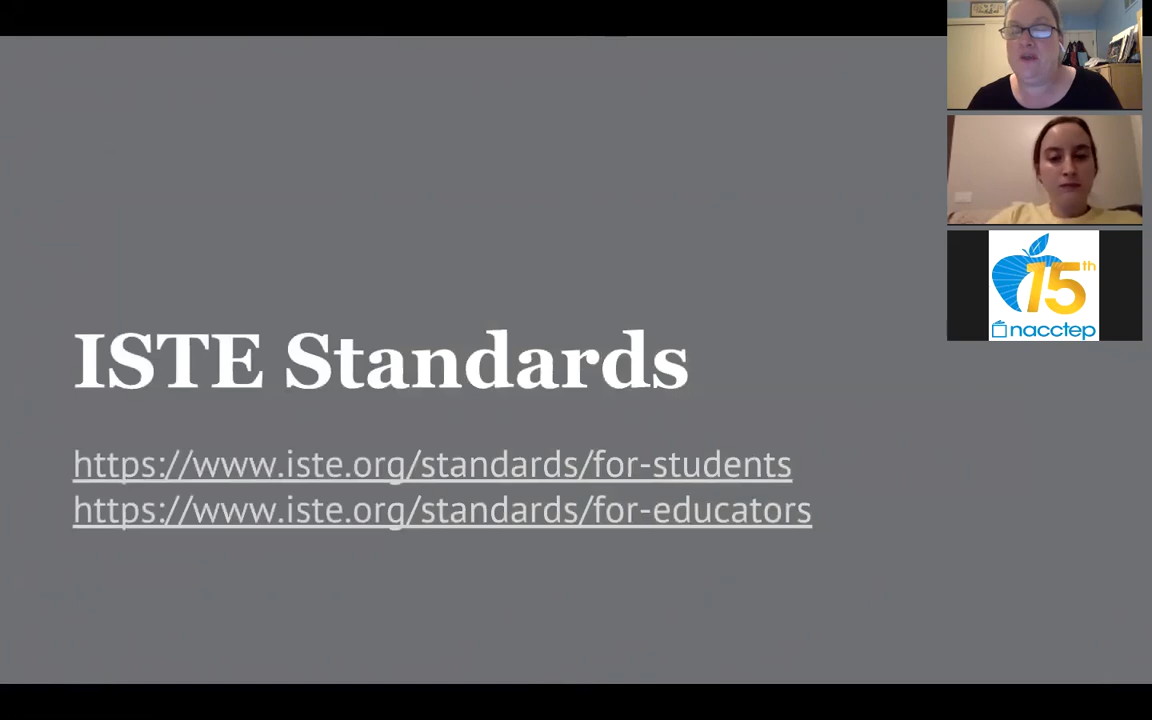 ISTE Standards
https://www.iste.org/standards/for-students
https://www.iste.org/standards/for-educators
15th
nacctep